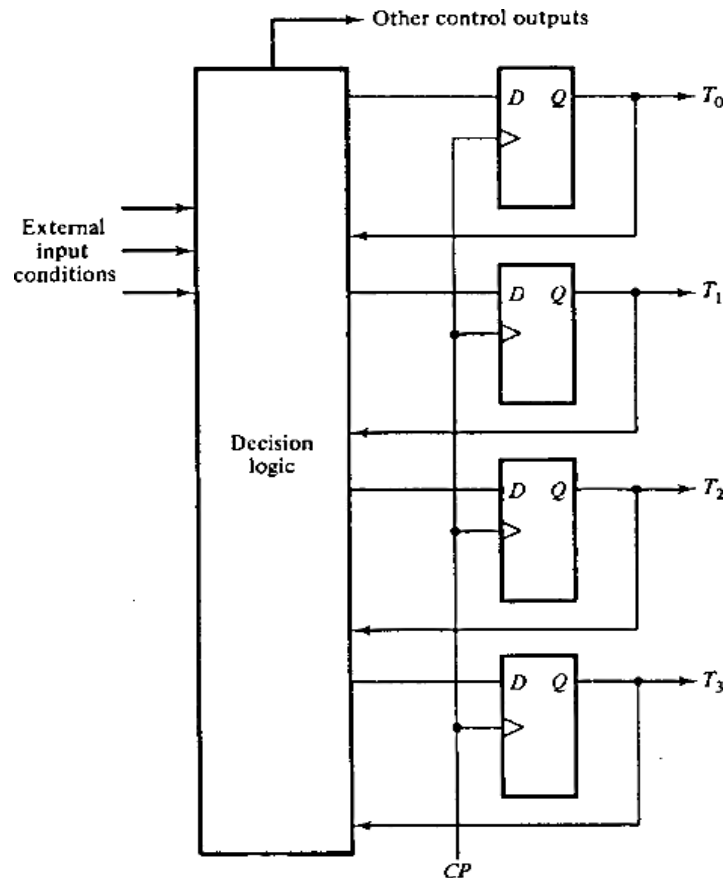 Other control outputs
D Q
T0
External
input
conditions
D Q
T1
Decision
logic
D Q
T2
D Q
T3
CP